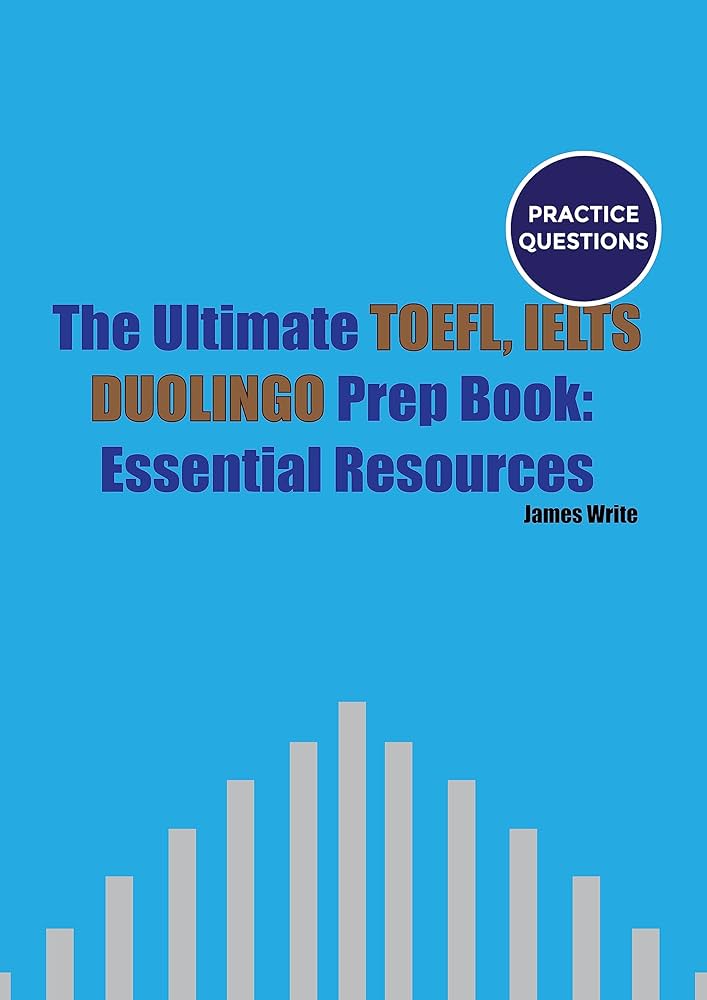 PRACTICE
QUESTIONS
The Ultimate TOEFL, IELTS
DUOLINGO Prep Book:
Essential Resources
James Write